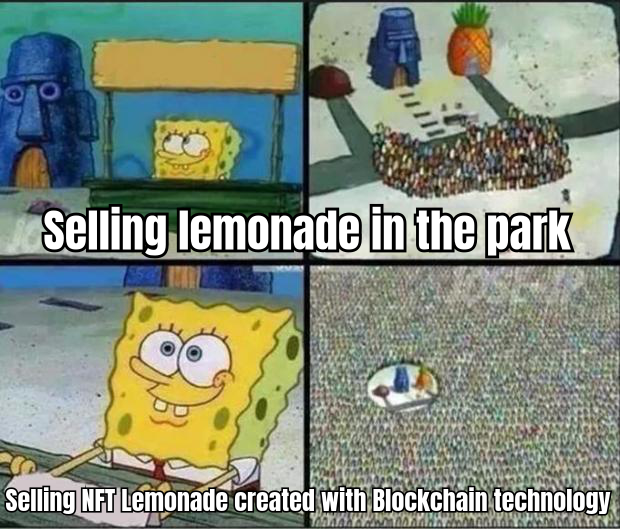 Selling lemonade in the park
Selling NFT Lemonade created with Blockchain technology